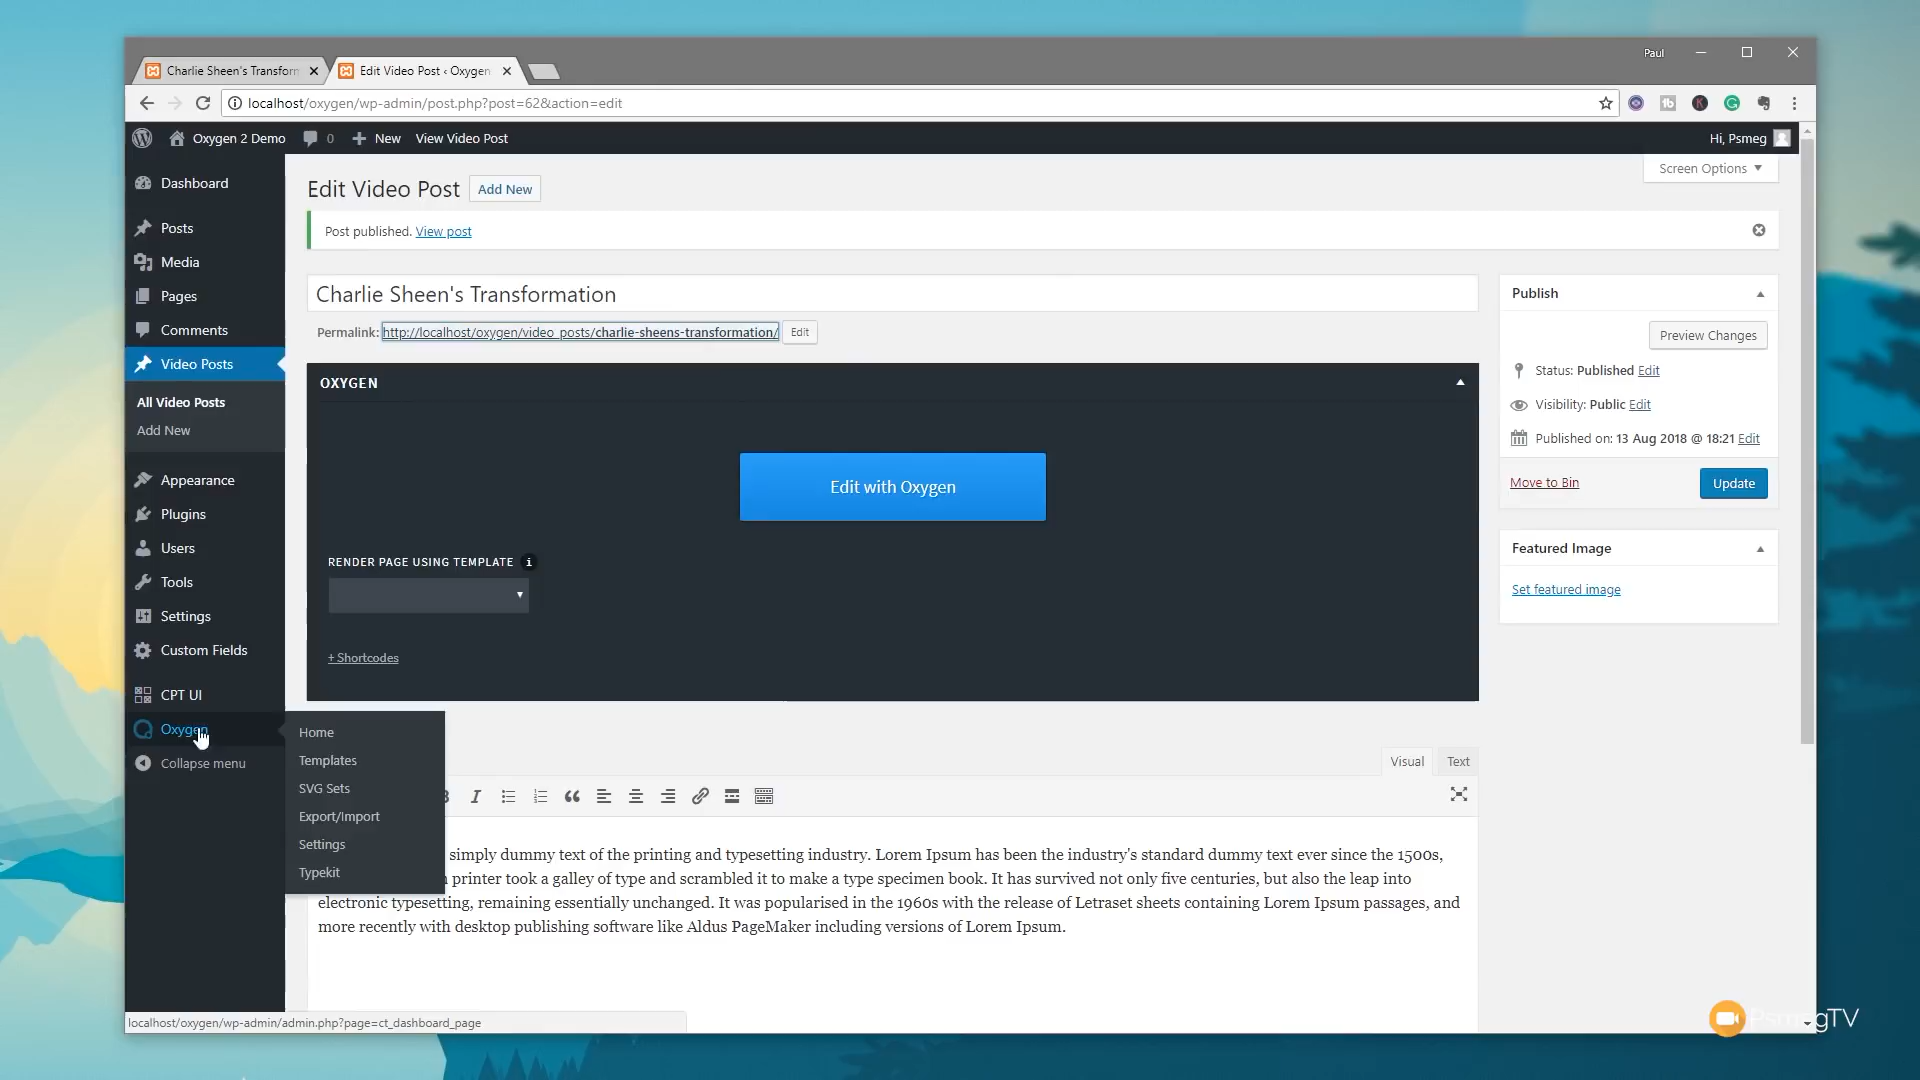 Paul
Charlie Sheen's Transform
Edit Video Post ‹ Oxygen
localhost/oxygen/wp-admin/post.php?post=62&action=edit
Oxygen 2 Demo
0
New
View Video Post
Hi, Psmeg
Dashboard
Posts
Media
Pages
Comments
Video Posts
All Video Posts
Add New
Appearance
Plugins
Users
Tools
Settings
Custom Fields
CPT UI
Oxygen
Collapse menu
Home
Templates
SVG Sets
Export/Import
Settings
Typekit
Screen Options
Edit Video Post
Add New
Post published. View post
Charlie Sheen's Transformation
Permalink: http://localhost/oxygen/video_posts/charlie-sheens-transformation/
Edit
OXYGEN
Edit with Oxygen
RENDER PAGE USING TEMPLATE
i
+ Shortcodes
Visual
Text
simply dummy text of the printing and typesetting industry. Lorem Ipsum has been the industry's standard dummy text ever since the 1500s,
printer took a galley of type and scrambled it to make a type specimen book. It has survived not only five centuries, but also the leap into
electronic typesetting, remaining essentially unchanged. It was popularised in the 1960s with the release of Letraset sheets containing Lorem Ipsum passages, and
more recently with desktop publishing software like Aldus PageMaker including versions of Lorem Ipsum.
Publish
Preview Changes
Status: Published Edit
Visibility: Public Edit
Published on: 13 Aug 2018 @ 18:21 Edit
Move to Bin
Update
Featured Image
Set featured image
localhost/oxygen/wp-admin/admin.php?page=ct_dashboard_page
PsmegTV